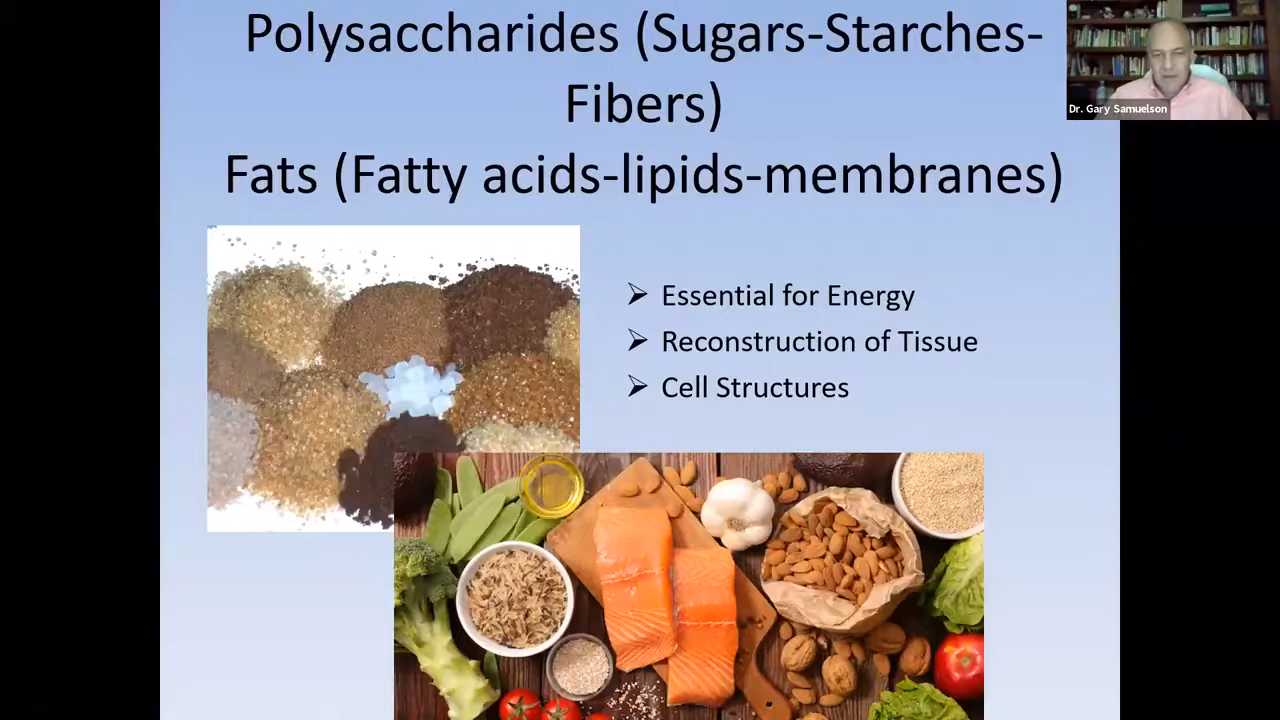 Polysaccharides (Sugars-Starches-
Fibers)
Fats (Fatty acids-lipids-membranes)
Dr. Gary Samuelson
➢ Essential for Energy
➢ Reconstruction of Tissue
➢ Cell Structures